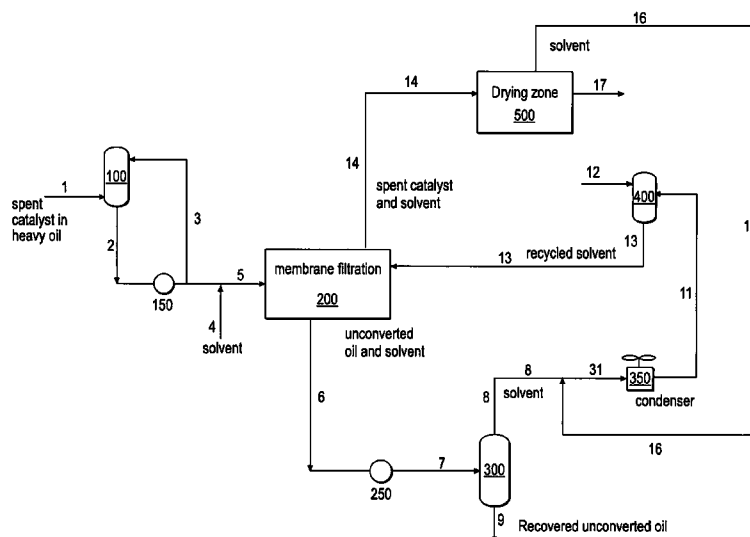 16
solvent
14
Drying zone
500
17
14
12
1
100
400
spent
catalyst in
heavy oil
3
spent catalyst
and solvent
13
1
2
13
recycled solvent
5
membrane filtration
11
150
200
4
solvent
unconverted
oil and solvent
8
31
350
6
8
solvent
condenser
7
300
16
250
9
Recovered unconverted oil